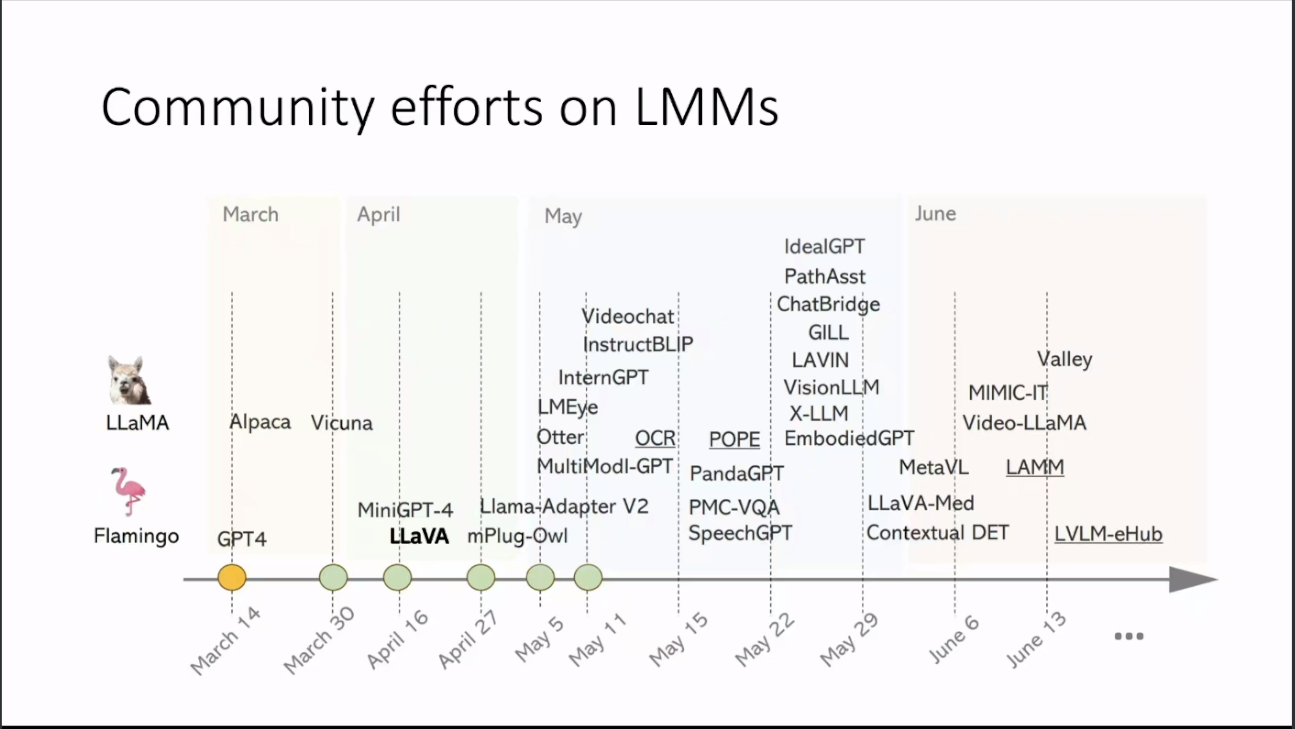 Community efforts on LMMs
March
April
May
June
IdealGPT
PathAsst
ChatBridge
GILL
LAVIN
VisionLLM
X-LLM
EmbodiedGPT
Videochat
InstructBLIP
InternGPT
LMEye
Otter
OCR
POPE
MultiModl-GPT
PandaGPT
Valley
MIMIC-IT
Video-LLaMA
MetaVL
LAMM
LLaMA
Alpaca
Vicuna
Flamingo
GPT4
MiniGPT-4
LLaVA
Llama-Adapter V2
mPlug-Owl
PMC-VQA
SpeechGPT
LLaVA-Med
Contextual DET
LVLM-eHub
March 14
March 30
April 16
April 27
May 5
May 11
May 15
May 22
May 29
June 6
June 13
...